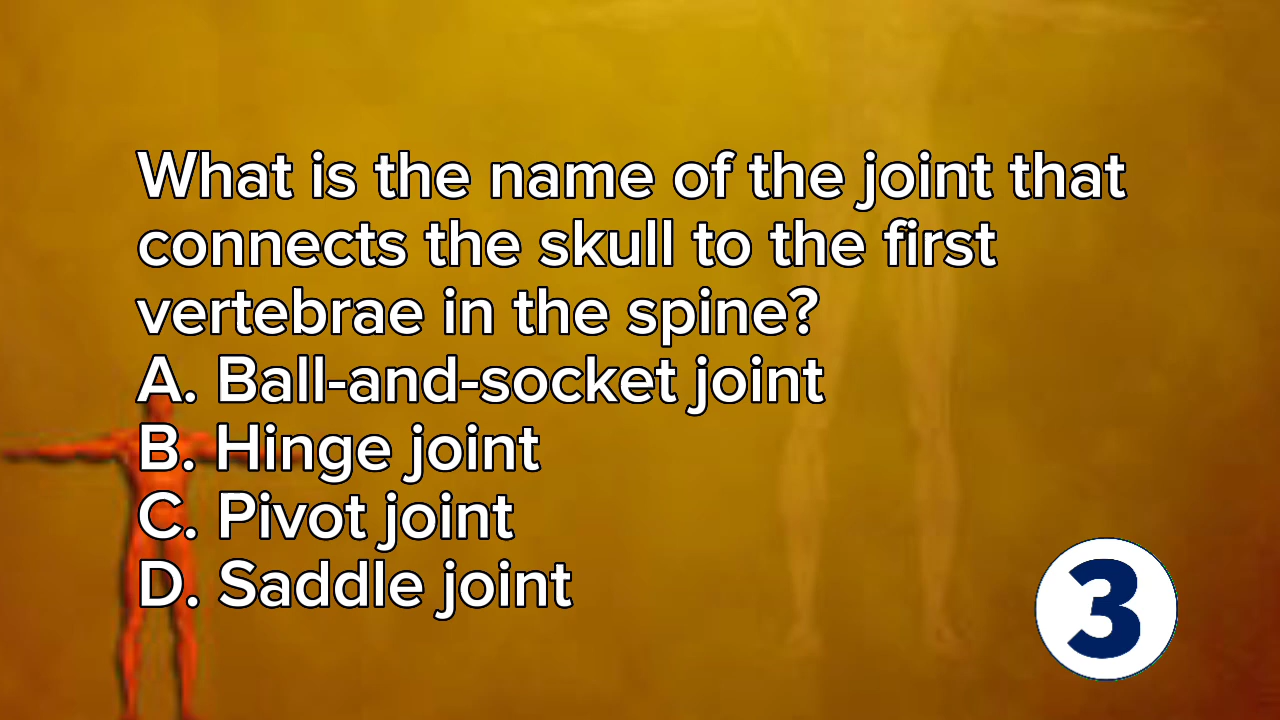 What is the name of the joint that
connects the skull to the first
vertebrae in the spine?
A. Ball-and-socket joint
B. Hinge joint
C. Pivot joint
D. Saddle joint
3